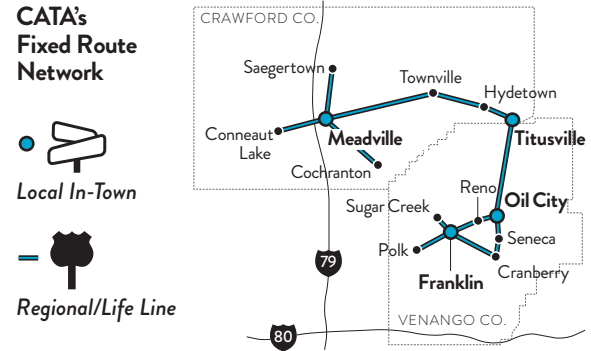 CATA's
Fixed Route
Network
Local In-Town
Regional/Life Line
CRAWFORD CO.
Saegertown
Townville
Hydetown
Conneaut
Lake
Meadville
Titusville
Cochranton
Reno
Oil City
Sugar Creek
Seneca
Polk
Cranberry
Franklin
79
VENANGO CO.
80